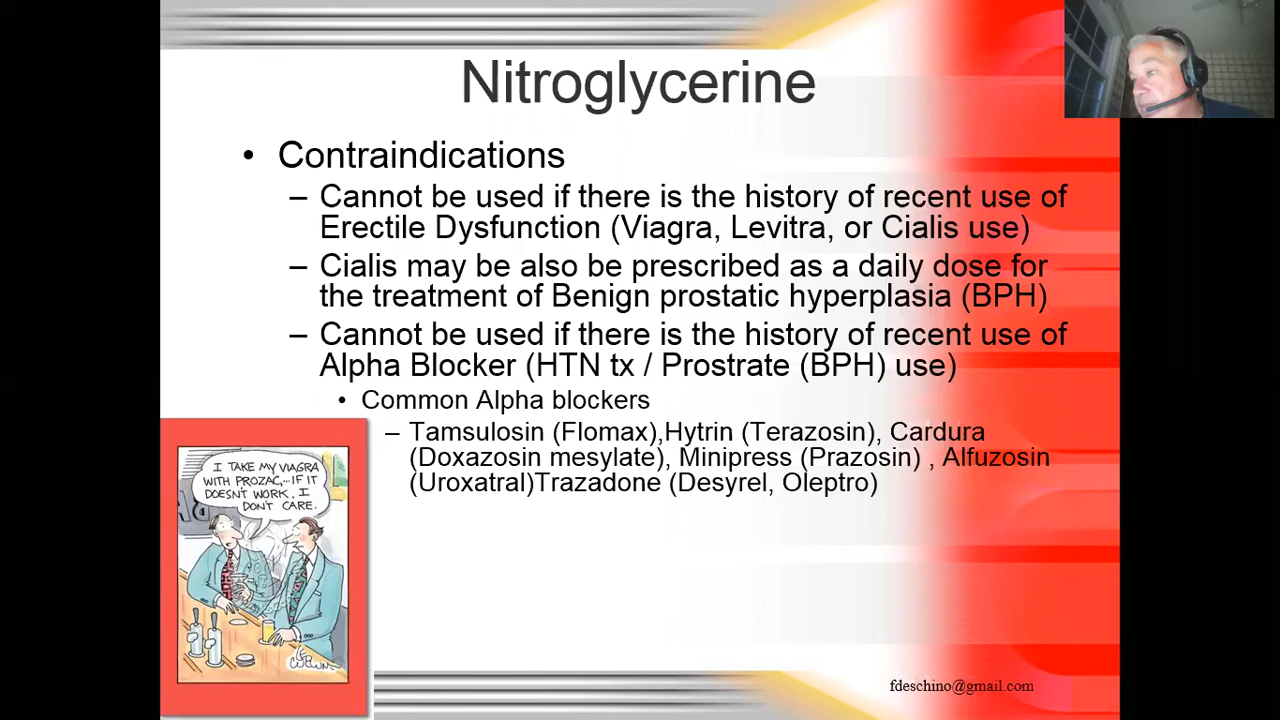 Nitroglycerine
• Contraindications
– Cannot be used if there is the history of recent use of
Erectile Dysfunction (Viagra, Levitra, or Cialis use)
– Cialis may be also be prescribed as a daily dose for
the treatment of Benign prostatic hyperplasia (BPH)
– Cannot be used if there is the history of recent use of
Alpha Blocker (HTN tx / Prostrate (BPH) use)
• Common Alpha blockers
– Tamsulosin (Flomax),Hytrin (Terazosin), Cardura
(Doxazosin mesylate), Minipress (Prazosin) , Alfuzosin
(Uroxatral)Trazadone (Desyrel, Oleptro)
I TAKE MY VIAGRA
WITH PROZAC,...IF IT
DOESN'T WORK, I
DON'T CARE.
fdeschino@gmail.com